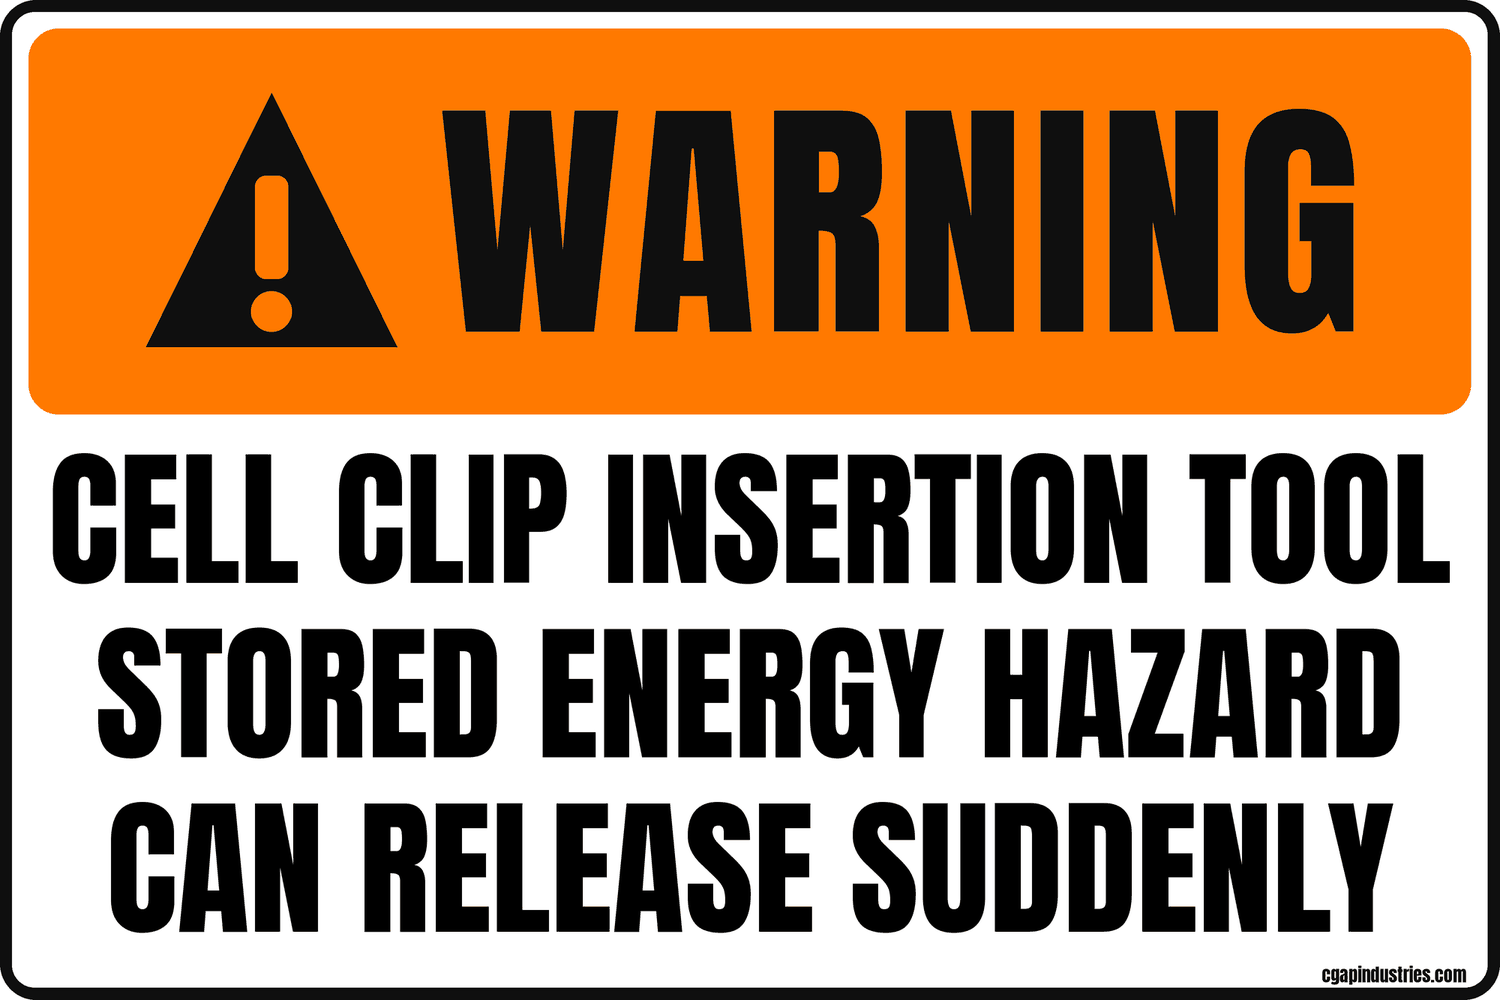 WARNING
CELL CLIP INSERTION TOOL
STORED ENERGY HAZARD
CAN RELEASE SUDDENLY
cgapindustries.com